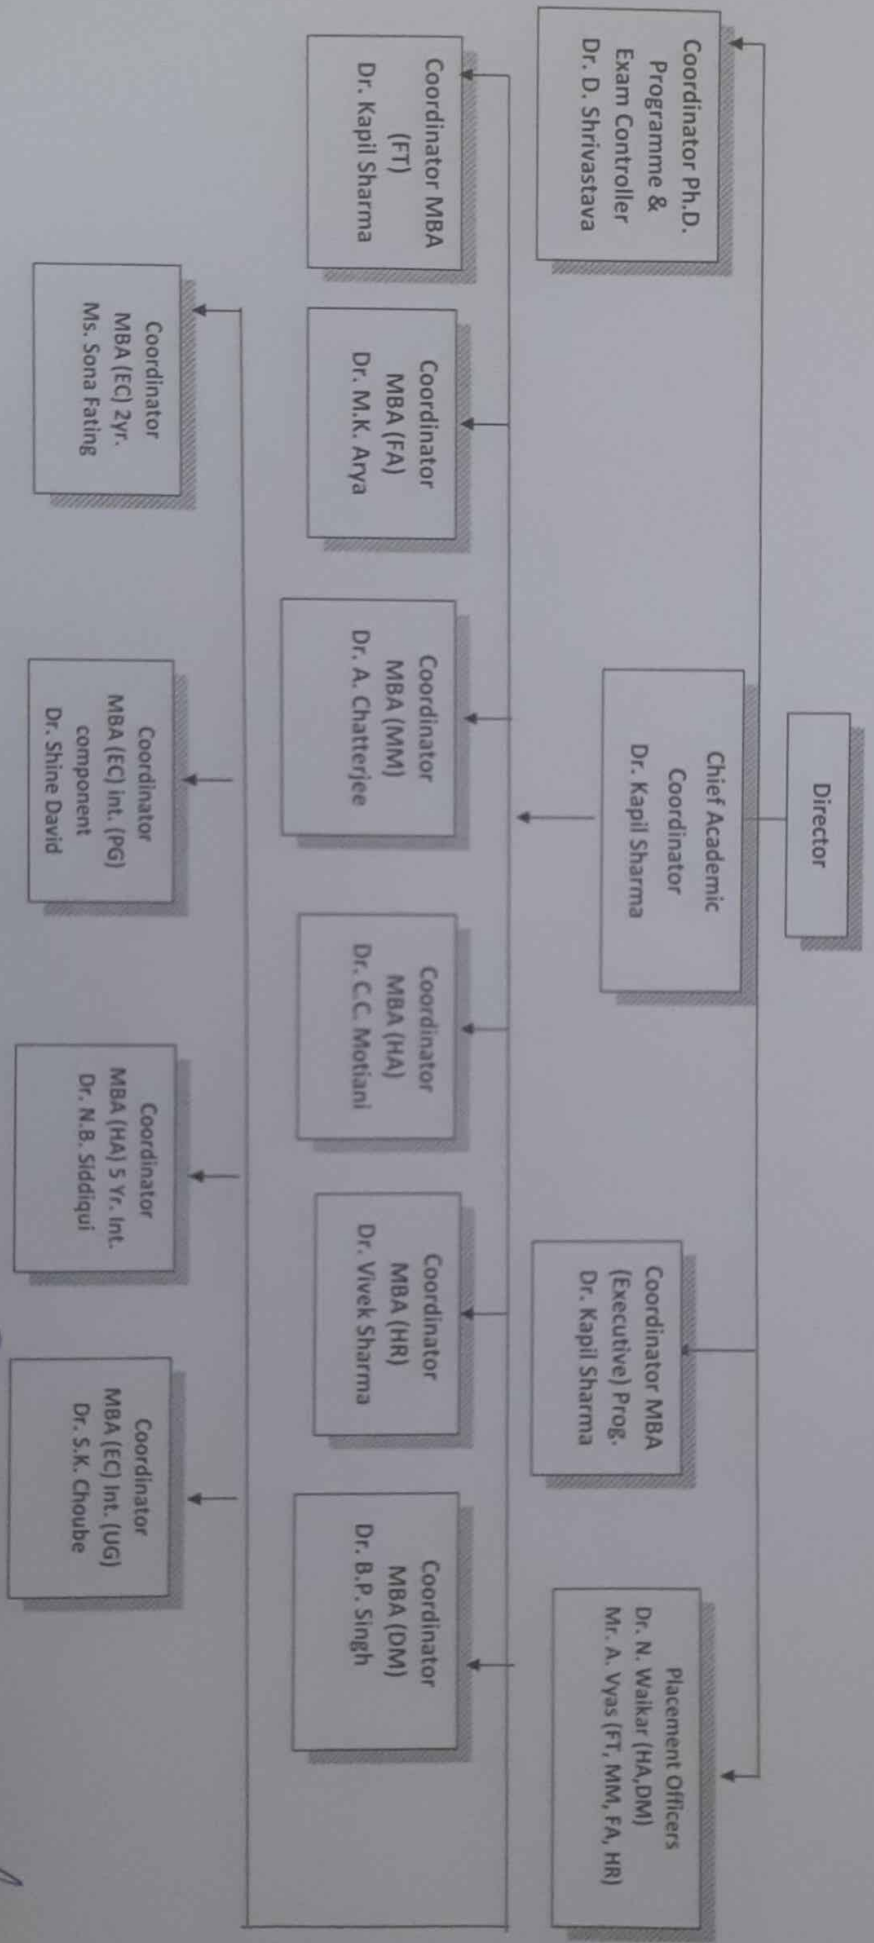 Director
Coordinator Ph.D.
Programme &
Exam Controller
Dr. D. Shrivastava
Chief Academic
Coordinator
Dr. Kapil Sharma
Coordinator MBA
(Executive) Prog.
Dr. Kapil Sharma
Placement Officers
Dr. N. Waikar (HA,DM)
Mr. A. Vyas (FT, MM, FA, HR)
Coordinator MBA
(FT)
Dr. Kapil Sharma
Coordinator
MBA (FA)
Dr. M.K. Arya
Coordinator
MBA (MM)
Dr. A. Chatterjee
Coordinator
MBA (HA)
Dr. C.C. Motiani
Coordinator
MBA (HR)
Dr. Vivek Sharma
Coordinator
MBA (DM)
Dr. B.P. Singh
Coordinator
MBA (EC) 2yr.
Ms. Sona Fating
Coordinator
MBA (EC) int. (PG)
component
Dr. Shine David
Coordinator
MBA (HA) 5 Yr. Int.
Dr. N.B. Siddiqui
Coordinator
MBA (EC) Int. (UG)
Dr. S.K. Choube